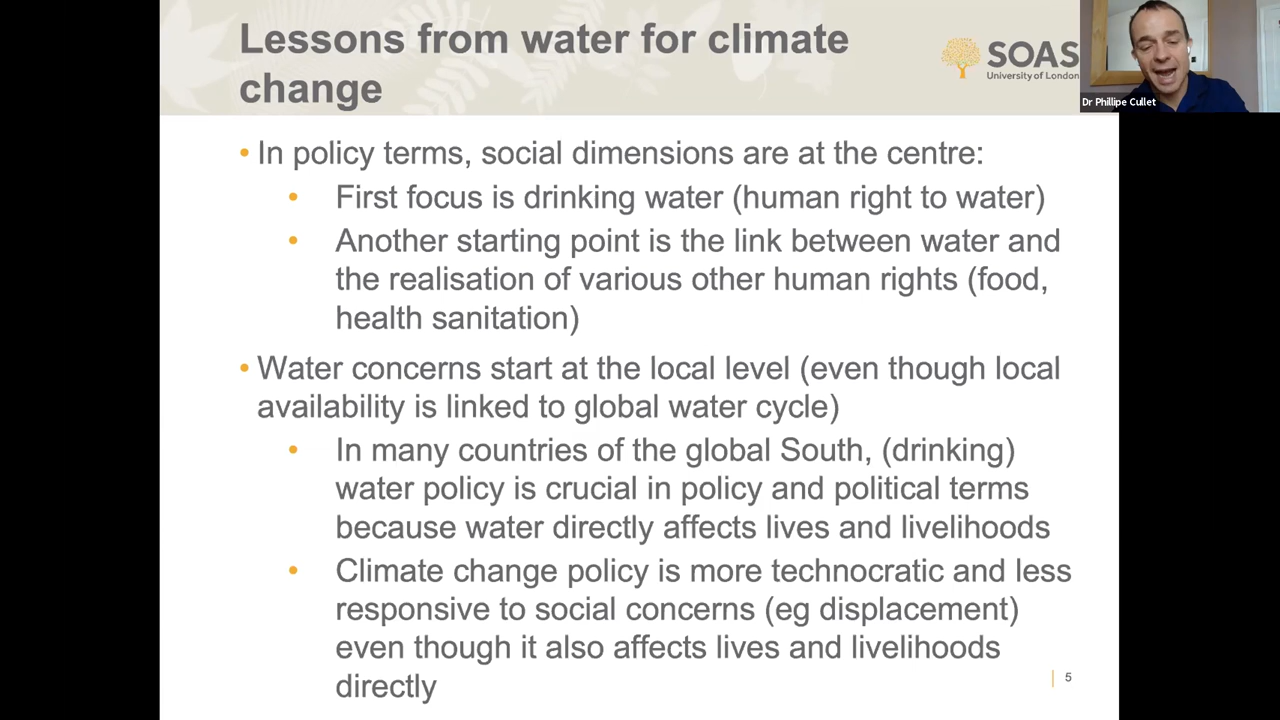 Lessons from water for climate
change
SOAS
University of London
Dr Phillipe Cullet
• In policy terms, social dimensions are at the centre:
• First focus is drinking water (human right to water)
• Another starting point is the link between water and
the realisation of various other human rights (food,
health sanitation)
• Water concerns start at the local level (even though local
availability is linked to global water cycle)
• In many countries of the global South, (drinking)
water policy is crucial in policy and political terms
because water directly affects lives and livelihoods
• Climate change policy is more technocratic and less
responsive to social concerns (eg displacement)
even though it also affects lives and livelihoods
directly
5